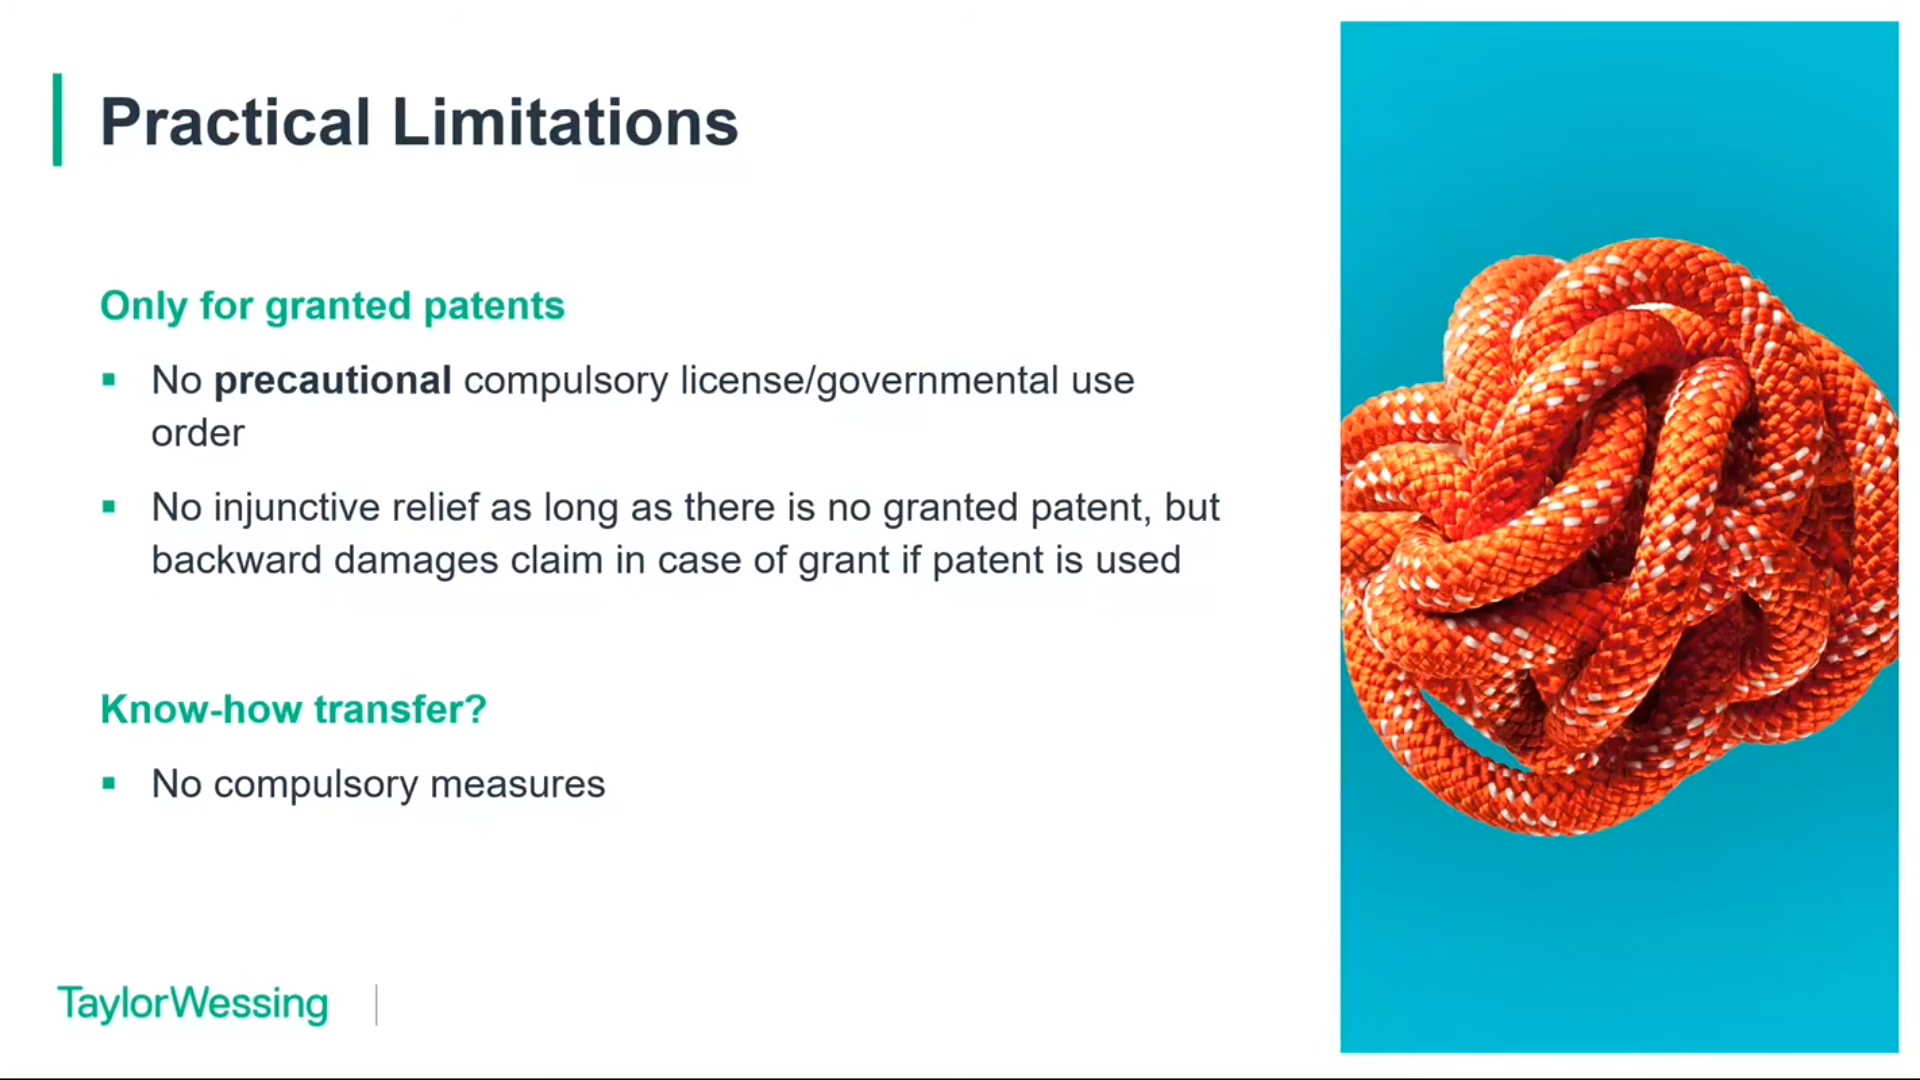 Practical Limitations
Only for granted patents
▪ No precautional compulsory license/governmental use
order
▪ No injunctive relief as long as there is no granted patent, but
backward damages claim in case of grant if patent is used
Know-how transfer?
▪ No compulsory measures
TaylorWessing